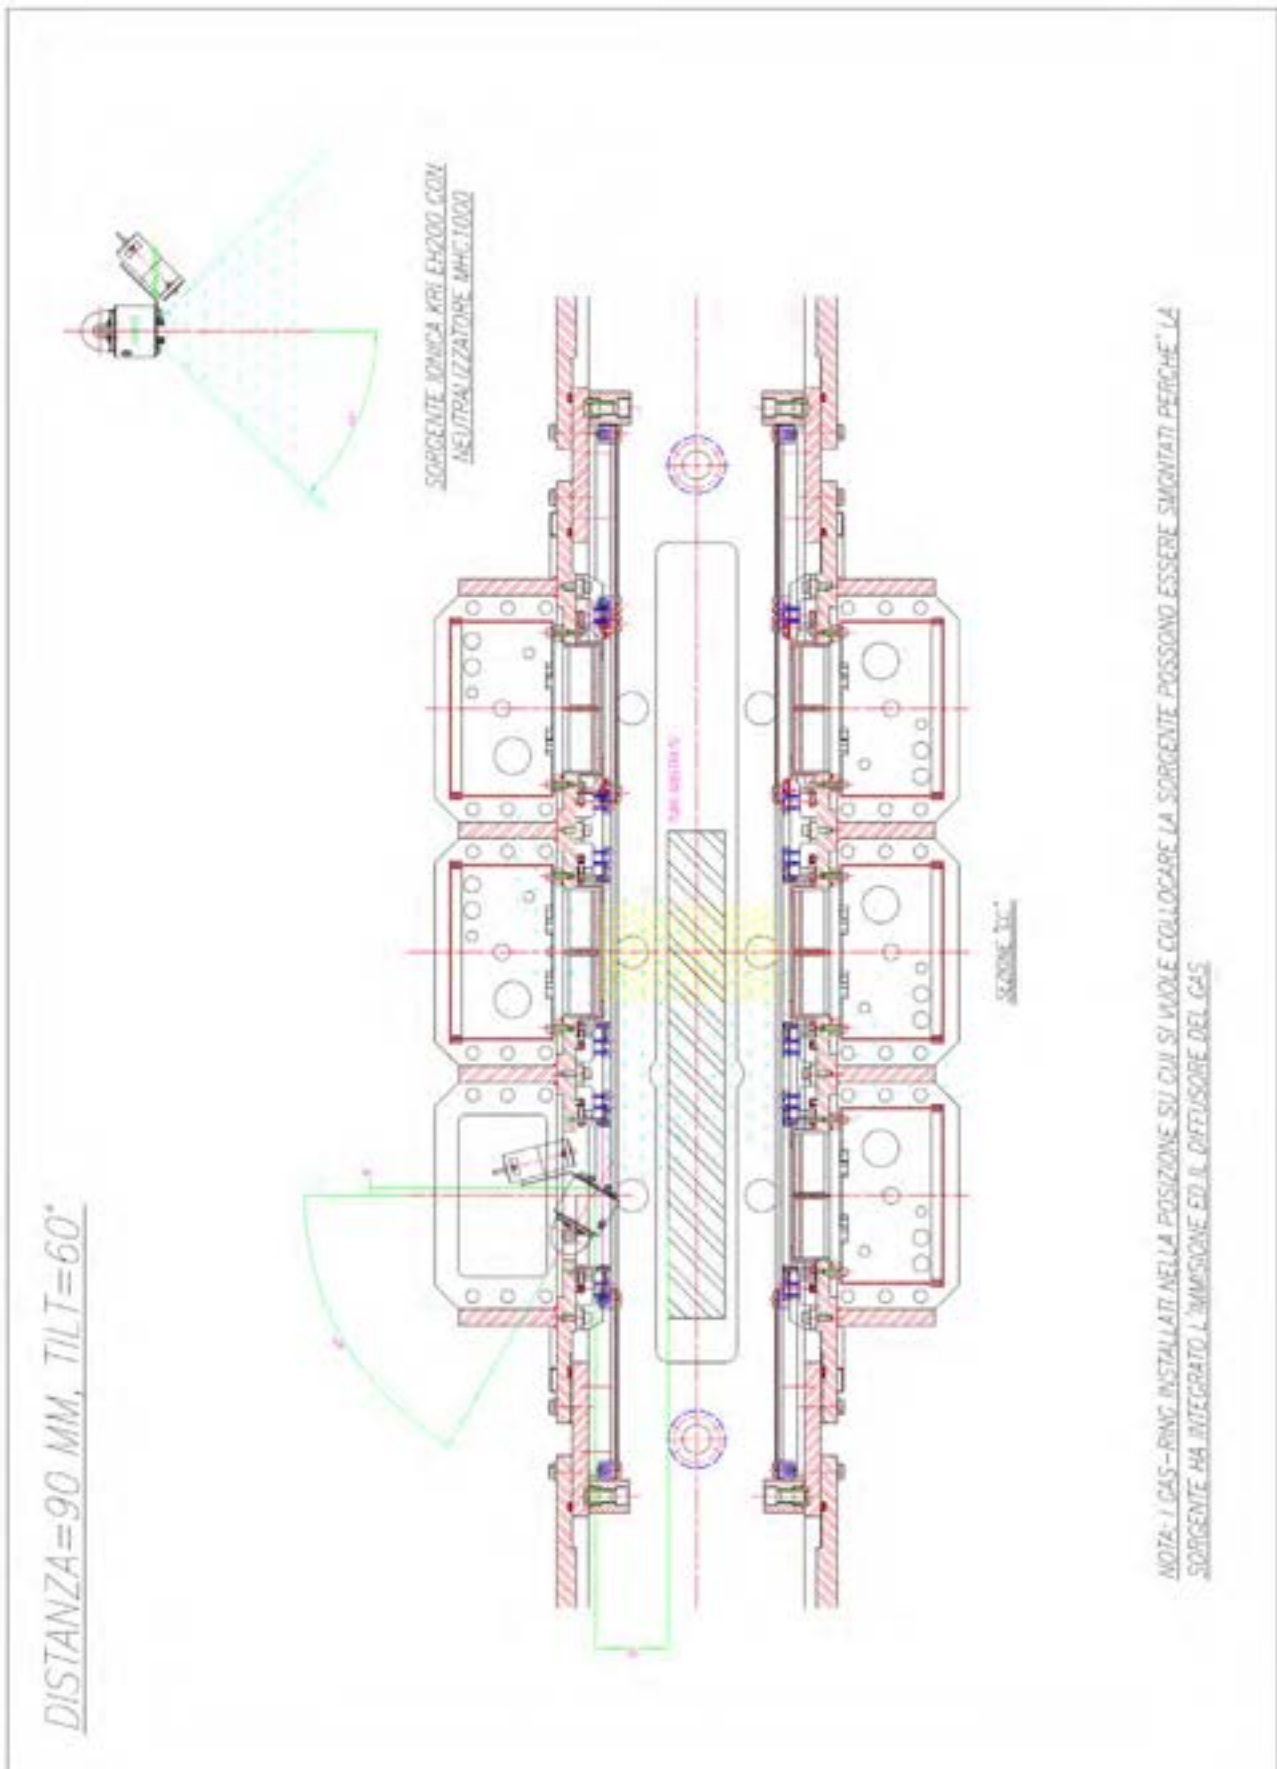 DISTANZA=90 MM, TILT=60°
SORGENTE IONICA KRI EH200 CON
NEUTRALIZZATORE MHC1000
SEZIONE "CC"
NOTA: I GAS-RING INSTALLATI NELLA POSIZIONE SU CUI SI VUOLE COLLOCARE LA SORGENTE POSSONO ESSERE SMONTATI PERCHE' LA
SORGENTE HA INTEGRATO L'IMMISIONE ED IL DIFFUSORE DEL GAS